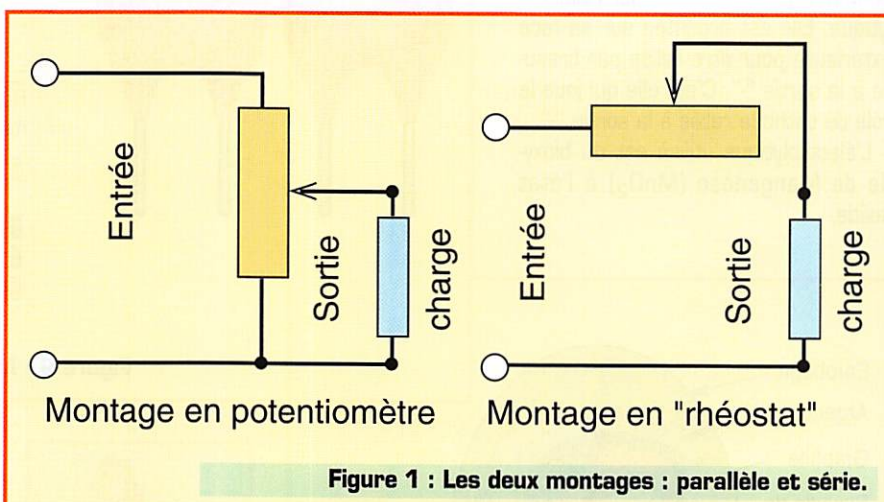 Entrée
Sortie
charge
Montage en potentiomètre
Entrée
Sortie
charge
Montage en "rhéostat"
Figure 1 : Les deux montages : parallèle et série.